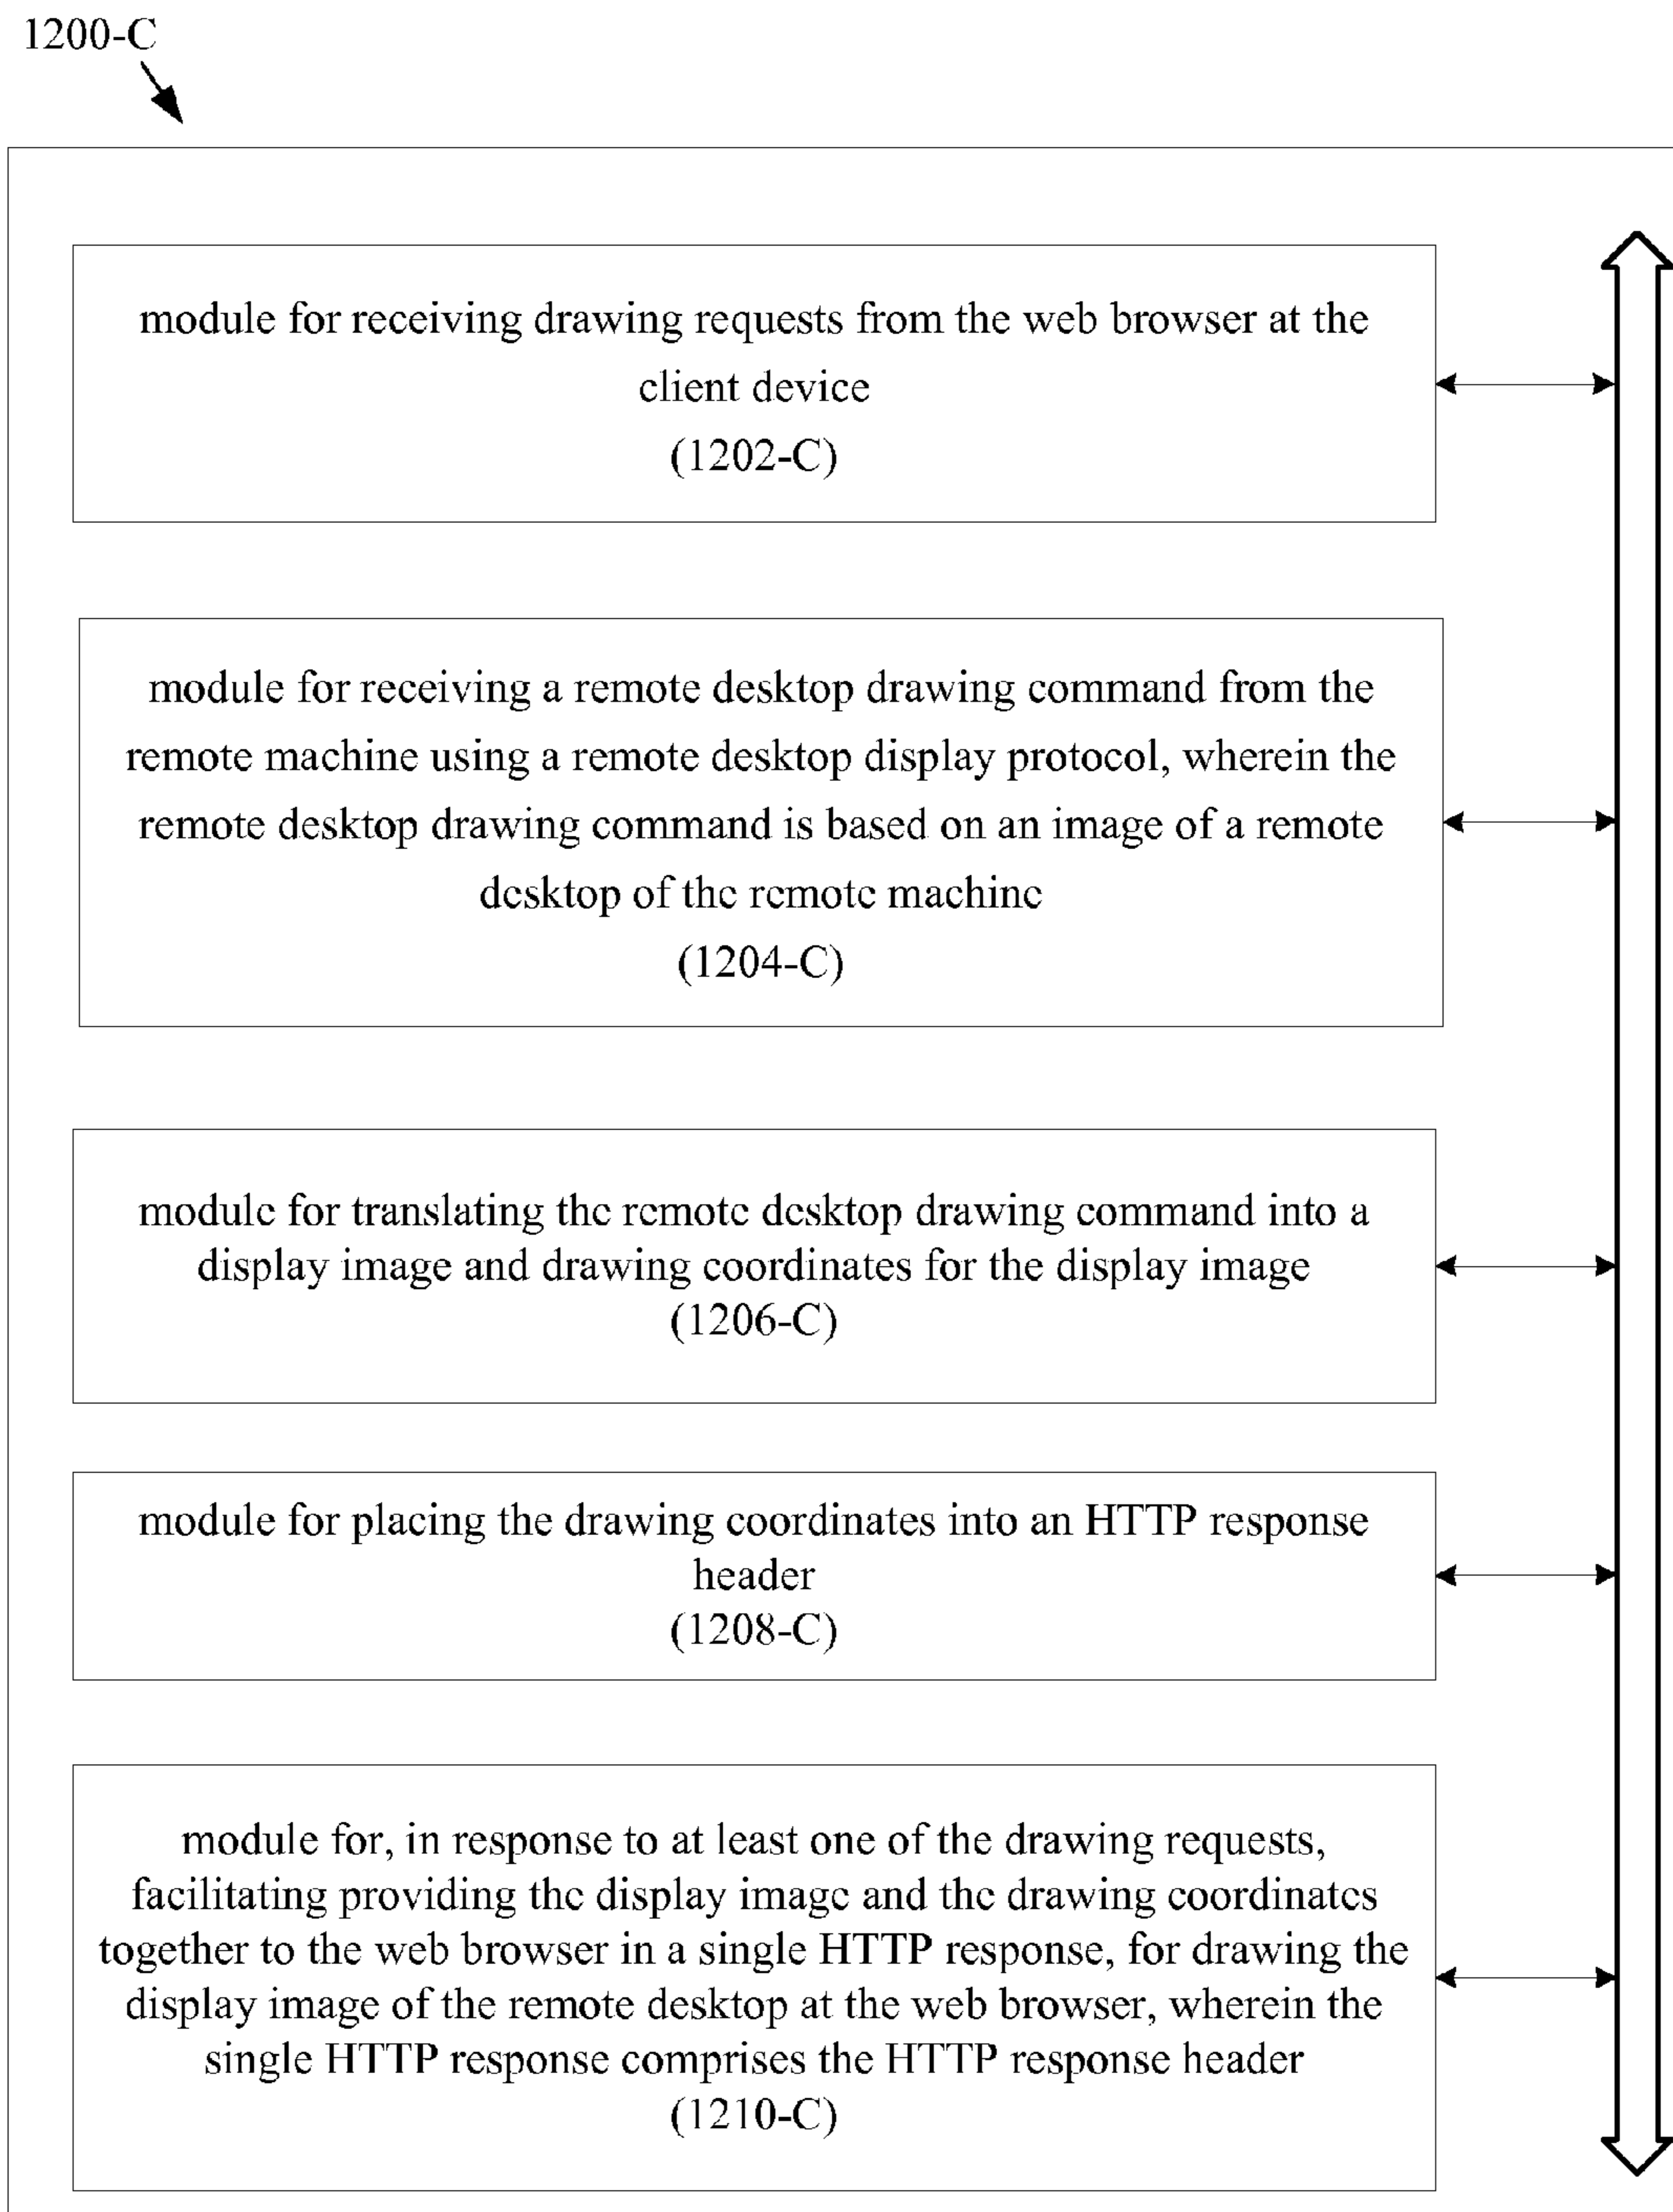 1200-C
module for receiving drawing requests from the web browser at the
client device
(1202-C)
module for receiving a remote desktop drawing command from the
remote machine using a remote desktop display protocol, wherein the
remote desktop drawing command is based on an image of a remote
desktop of the remote machine
(1204-C)
module for translating the remote desktop drawing command into a
display image and drawing coordinates for the display image
(1206-C)
module for placing the drawing coordinates into an HTTP response
header
(1208-C)
module for, in response to at least one of the drawing requests,
facilitating providing the display image and the drawing coordinates
together to the web browser in a single HTTP response, for drawing the
display image of the remote desktop at the web browser, wherein the
single HTTP response comprises the HTTP response header
(1210-C)